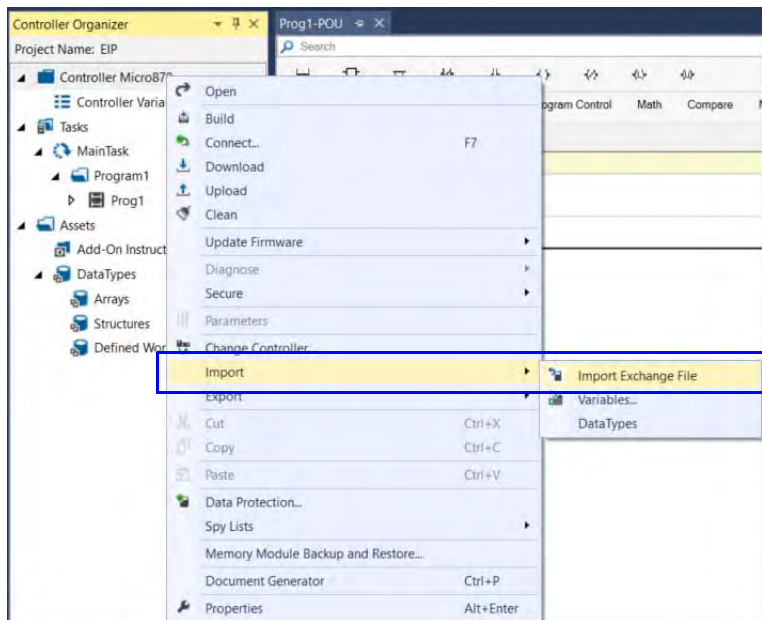 Controller Organizer
Prog1-POU
Project Name: EIP
Search
Controller Micro87
Controller Varia
ogram Control Math Compare
Tasks
MainTask
Program1
Prog1
Assets
Add-On Instruct
DataTypes
Arrays
Structures
Defined Wor
Open
Build
Connect... F7
Download
Upload
Clean
Update Firmware
Diagnose
Secure
Parameters
Change Controller...
Import
Export
Cut Ctrl+X
Copy Ctrl+C
Paste Ctrl+V
Data Protection...
Spy Lists
Memory Module Backup and Restore...
Document Generator Ctrl+P
Properties Alt+Enter
Import Exchange File
Variables...
DataTypes